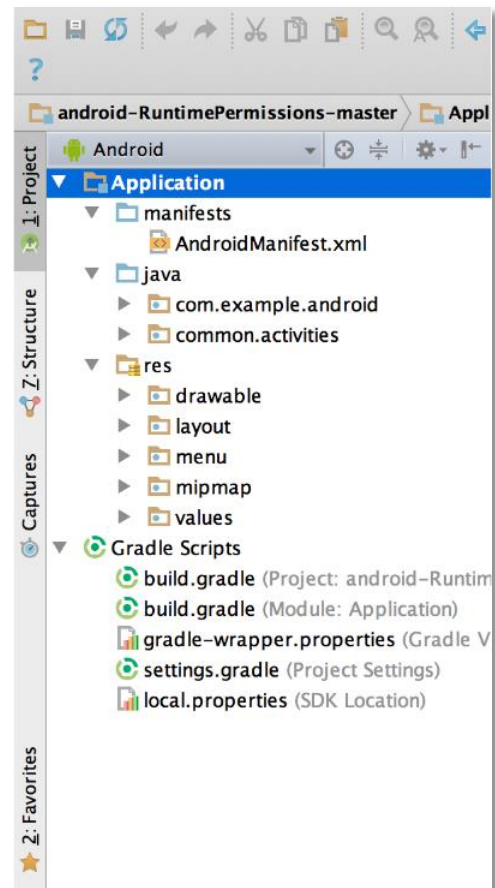 ?
android-RuntimePermissions-master
Appl
Android
1: Project
Z: Structure
Captures
2: Favorites
Application
manifests
AndroidManifest.xml
java
com.example.android
common.activities
res
drawable
layout
menu
mipmap
values
Gradle Scripts
build.gradle (Project: android-Runtim
build.gradle (Module: Application)
gradle-wrapper.properties (Gradle V
settings.gradle (Project Settings)
local.properties (SDK Location)